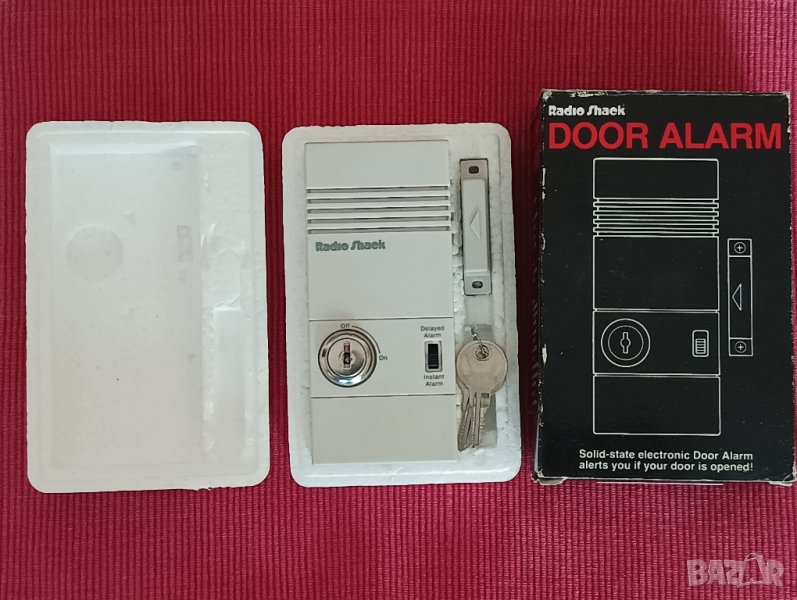 Radio Shack
Off
On
Delayed
Alarm
Instant
Alarm
Radio Shack
DOOR ALARM
Solid-state electronic Door Alarm
alerts you if your door is opened!
BAZAR